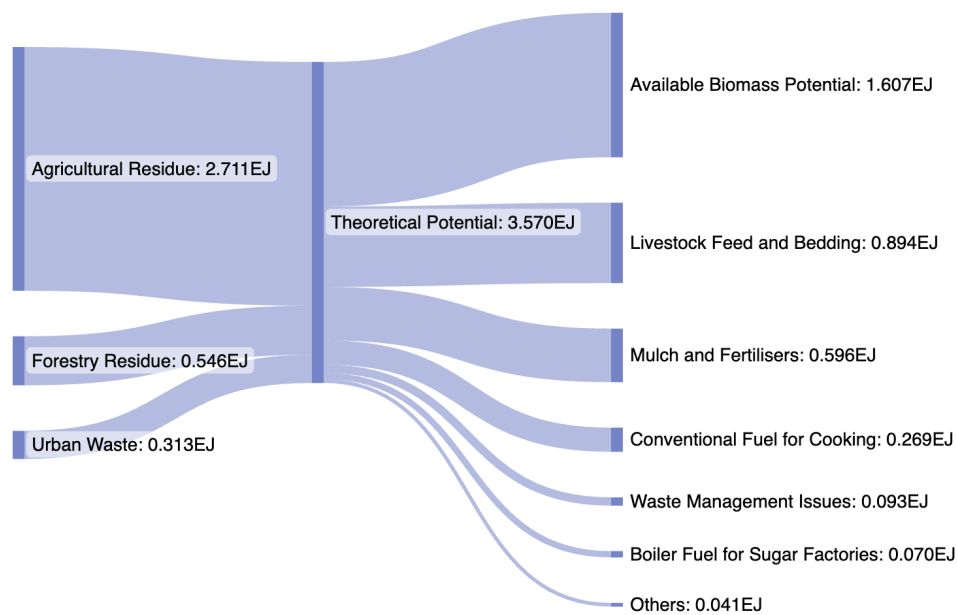 Agricultural Residue: 2.711EJ
Forestry Residue: 0.546EJ
Urban Waste: 0.313EJ
Theoretical Potential: 3.570EJ
Available Biomass Potential: 1.607EJ
Livestock Feed and Bedding: 0.894EJ
Mulch and Fertilisers: 0.596EJ
Conventional Fuel for Cooking: 0.269EJ
Waste Management Issues: 0.093EJ
Boiler Fuel for Sugar Factories: 0.070EJ
Others: 0.041EJ